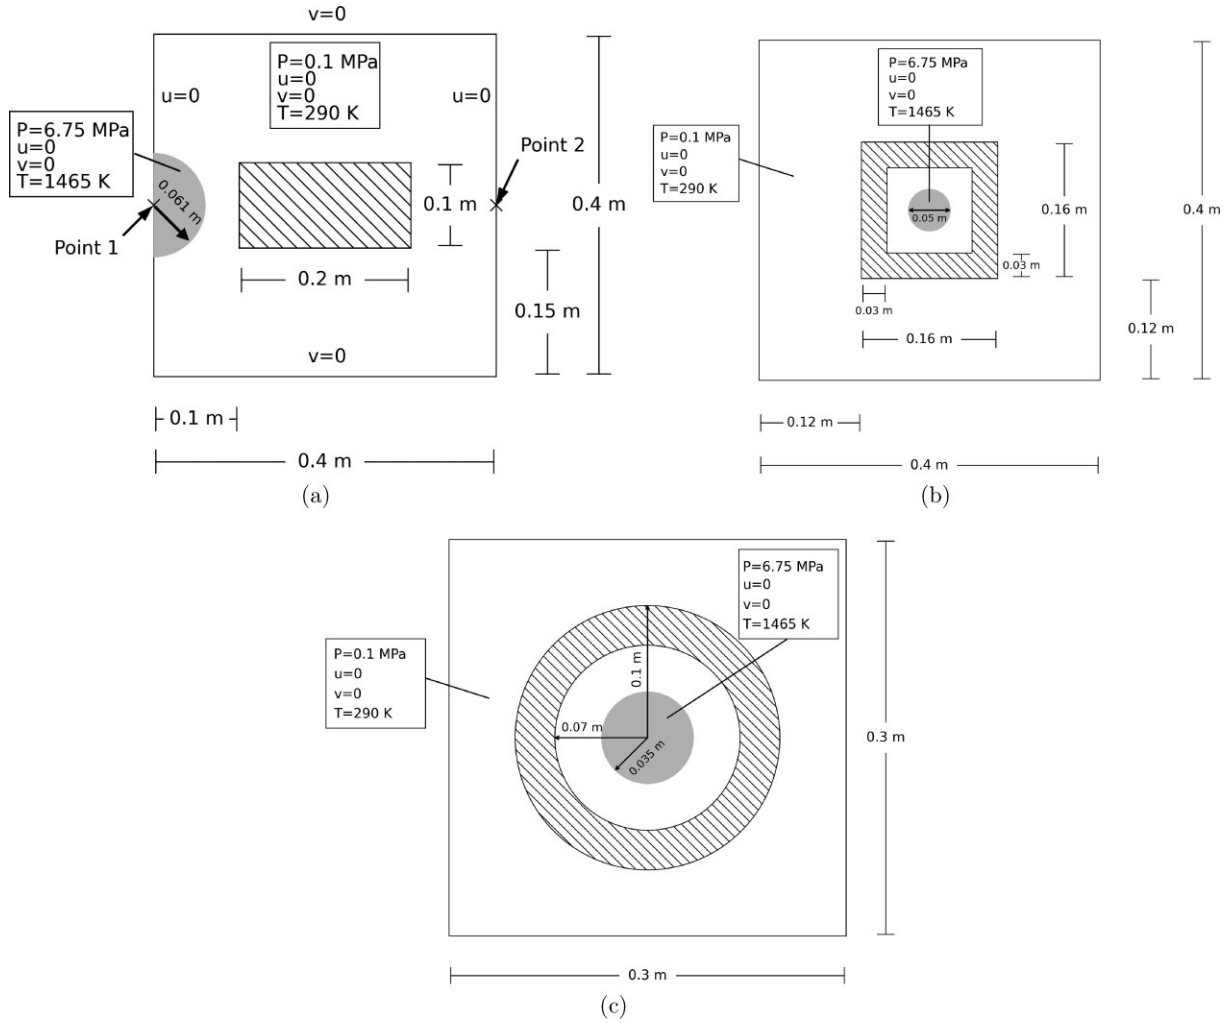 v=0
P=0.1 MPa
u=0
v=0
T=290 K
u=0
u=0
P=6.75 MPa
u=0
v=0
T=1465 K
0.061 m
Point 1
Point 2
0.1 m
0.4 m
0.2 m
0.15 m
v=0
0.1 m
0.4 m
(a)
P=6.75 MPa
u=0
v=0
T=1465 K
P=0.1 MPa
u=0
v=0
T=290 K
0.05 m
0.16 m
0.4 m
0.03 m
0.03 m
0.16 m
0.12 m
0.12 m
0.4 m
(b)
P=6.75 MPa
u=0
v=0
T=1465 K
P=0.1 MPa
u=0
v=0
T=290 K
0.1 m
0.07 m
0.035 m
0.3 m
0.3 m
(c)